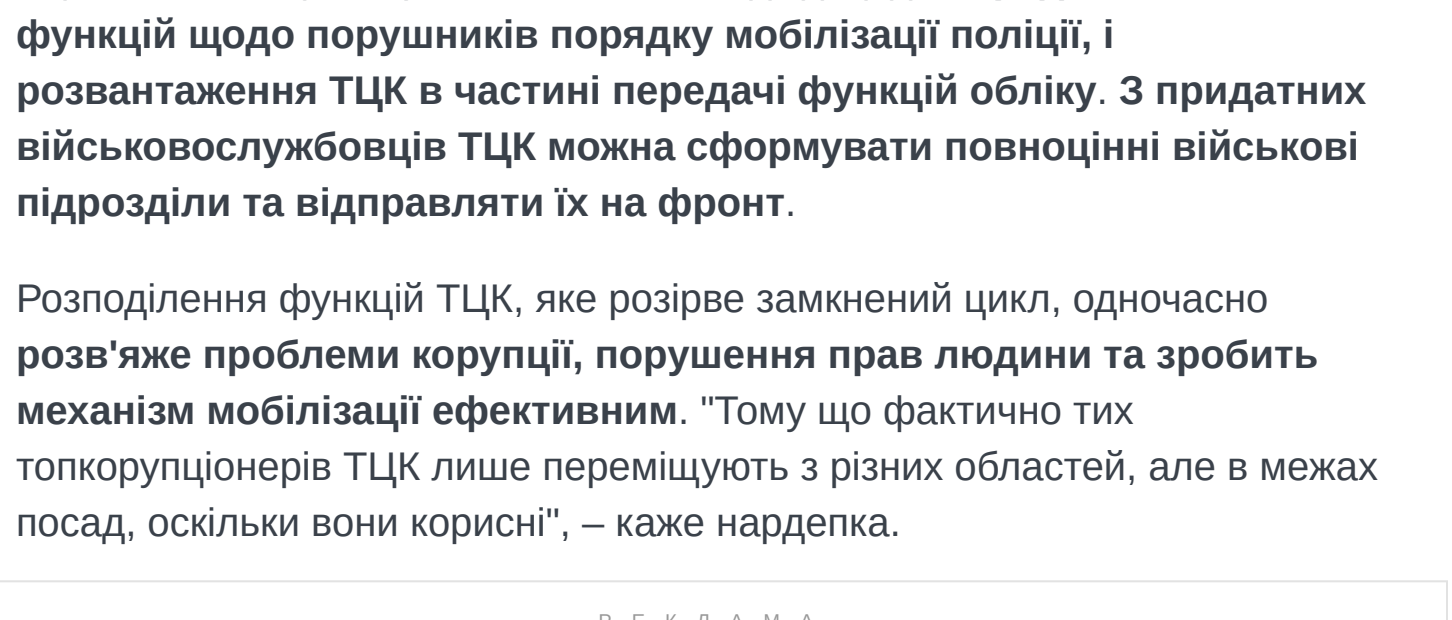 функцій щодо порушників порядку мобілізації поліції, і
розвантаження ТЦК в частині передачі функцій обліку. З придатних
військовослужбовців ТЦК можна сформувати повноцінні військові
підрозділи та відправляти їх на фронт.
Розподілення функцій ТЦК, яке розірве замкнений цикл, одночасно
розв'яже проблеми корупції, порушення прав людини та зробить
механізм мобілізації ефективним. "Тому що фактично тих
топкорупціонерів ТЦК лише переміщують з різних областей, але в межах
посад, оскільки вони корисні", – каже нардепка.
РЕКЛАМА